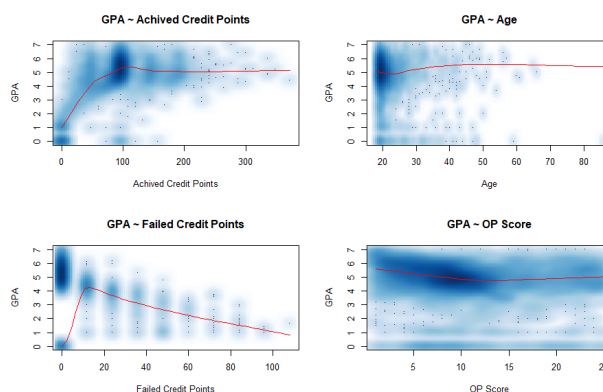 GPA ~ Achived Credit Points
GPA
0 1 2 3 4 5 6 7
0 100 200 300
Achived Credit Points
GPA ~ Age
GPA
0 1 2 3 4 5 6 7
20 30 40 50 60 70 80
Age
GPA ~ Failed Credit Points
GPA
0 1 2 3 4 5 6 7
0 20 40 60 80 100
Failed Credit Points
GPA ~ OP Score
GPA
0 1 2 3 4 5 6 7
5 10 15 20
OP Score